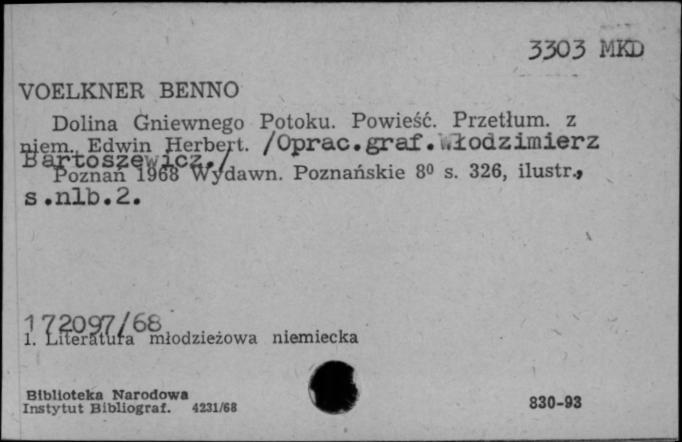 3303 MKD
VOELKNER BENNO
Dolina Gniewnego Potoku. Powieść. Przetłum. z
niem. Edwin Herbert. /Oprac.graf.Włodzimierz
Bartoszewicz./
Poznań 1968 Wydawn. Poznańskie 8⁰ s. 326, ilustr.,
s.nlb.2.
172097/68
1. Literatura młodzieżowa niemiecka
Biblioteka Narodowa
Instytut Bibliograf. 4231/68
830-93